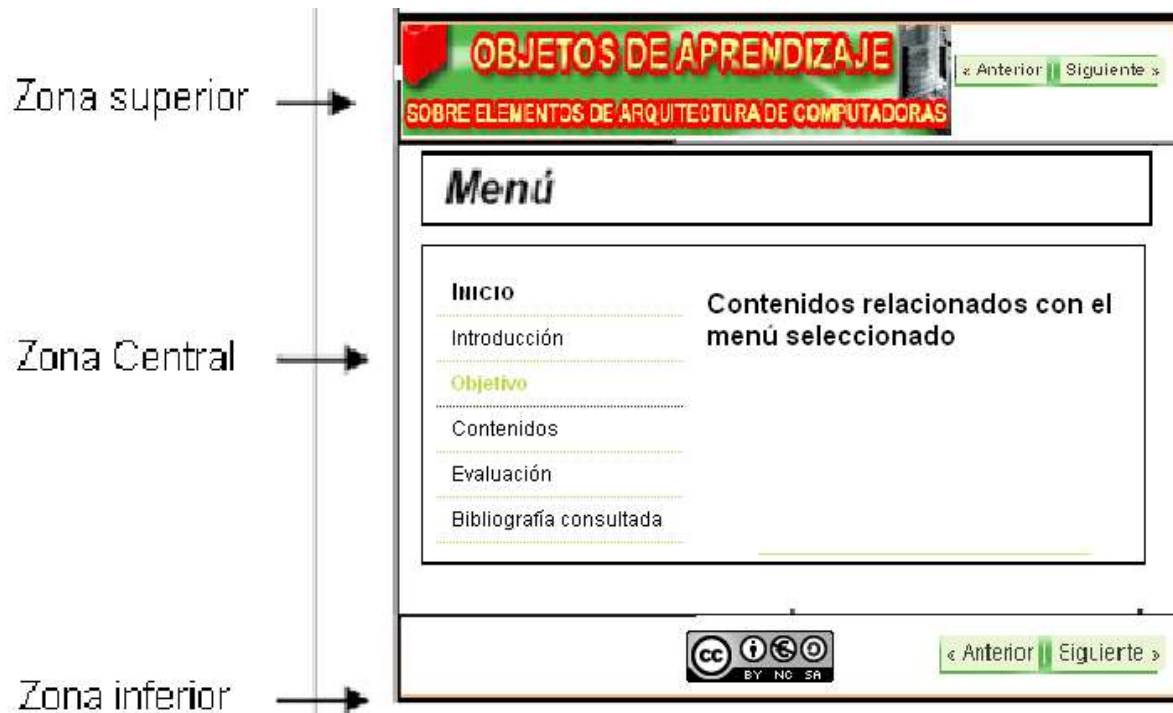 Zona superior
OBJETOS DE APRENDIZAJE
SOBRE ELEMENTOS DE ARQUITECTURA DE COMPUTADORAS
« Anterior Siguiente »
Menú
Zona Central
INICIO
Introducción
Objetivo
Contenidos
Evaluación
Bibliografía consultada
Contenidos relacionados con el
menú seleccionado
Zona inferior
cc
BY NC SA
« Anterior Siguiente »